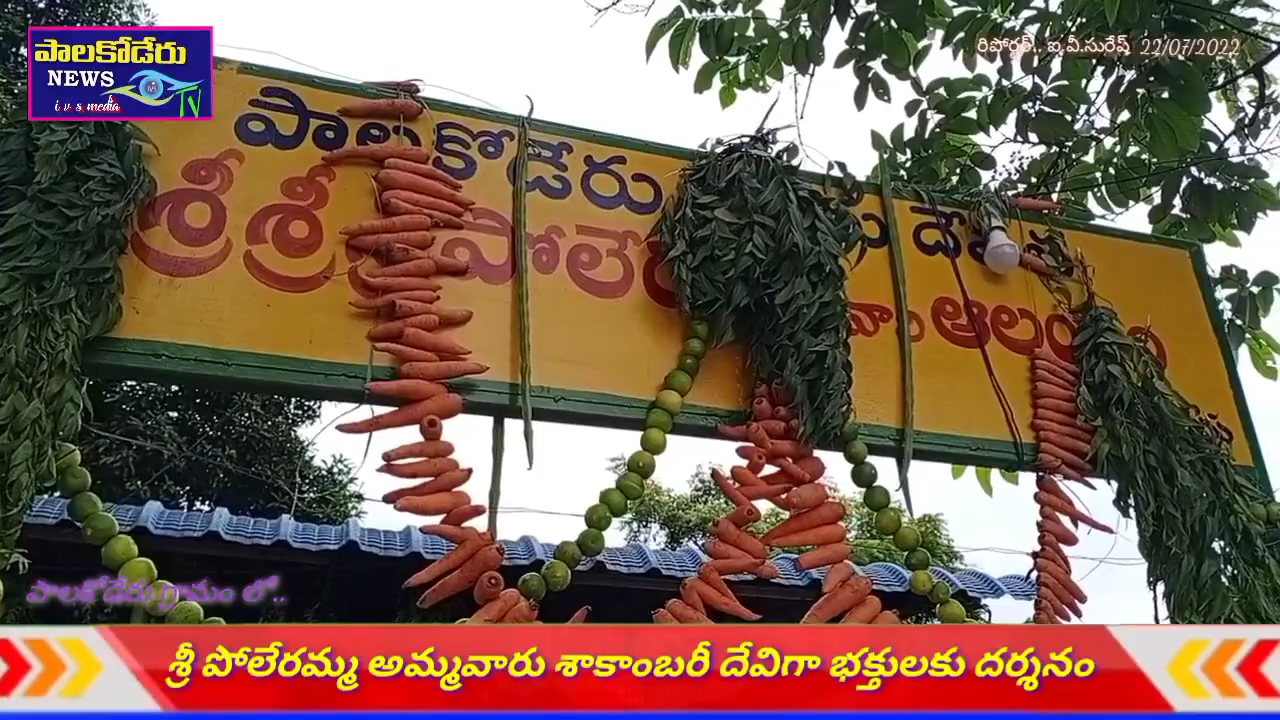 పాలకోడేరు
NEWS
i v s media
TV
రిపోర్టర్.. ఐ.వీ.సురేష్ 22/07/2022
పాలకోడేరు
శ్రీశ్రీశ్రీ పోలేర
ఆలయం
పాలకోడేరు గ్రామం లో..
శ్రీ పోలేరమ్మ అమ్మవారు శాకాంబరీ దేవిగా భక్తులకు దర్శనం